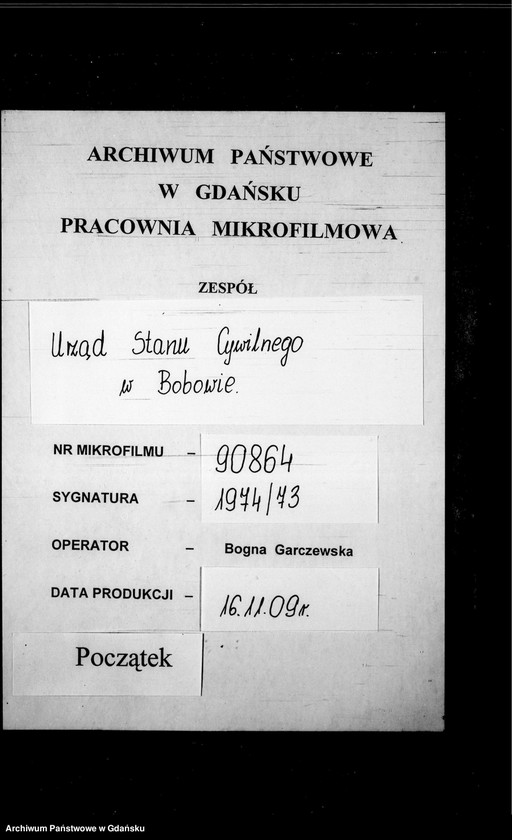 ARCHIWUM PAŃSTWOWE
W GDAŃSKU
PRACOWNIA MIKROFILMOWA
ZESPÓŁ
Urząd Stanu Cywilnego
w Bobowie.
NR MIKROFILMU – 90864
SYGNATURA – 1974/73
OPERATOR – Bogna Garczewska
DATA PRODUKCJI – 16.11.09r.
Początek
Archiwum Państwowe w Gdańsku